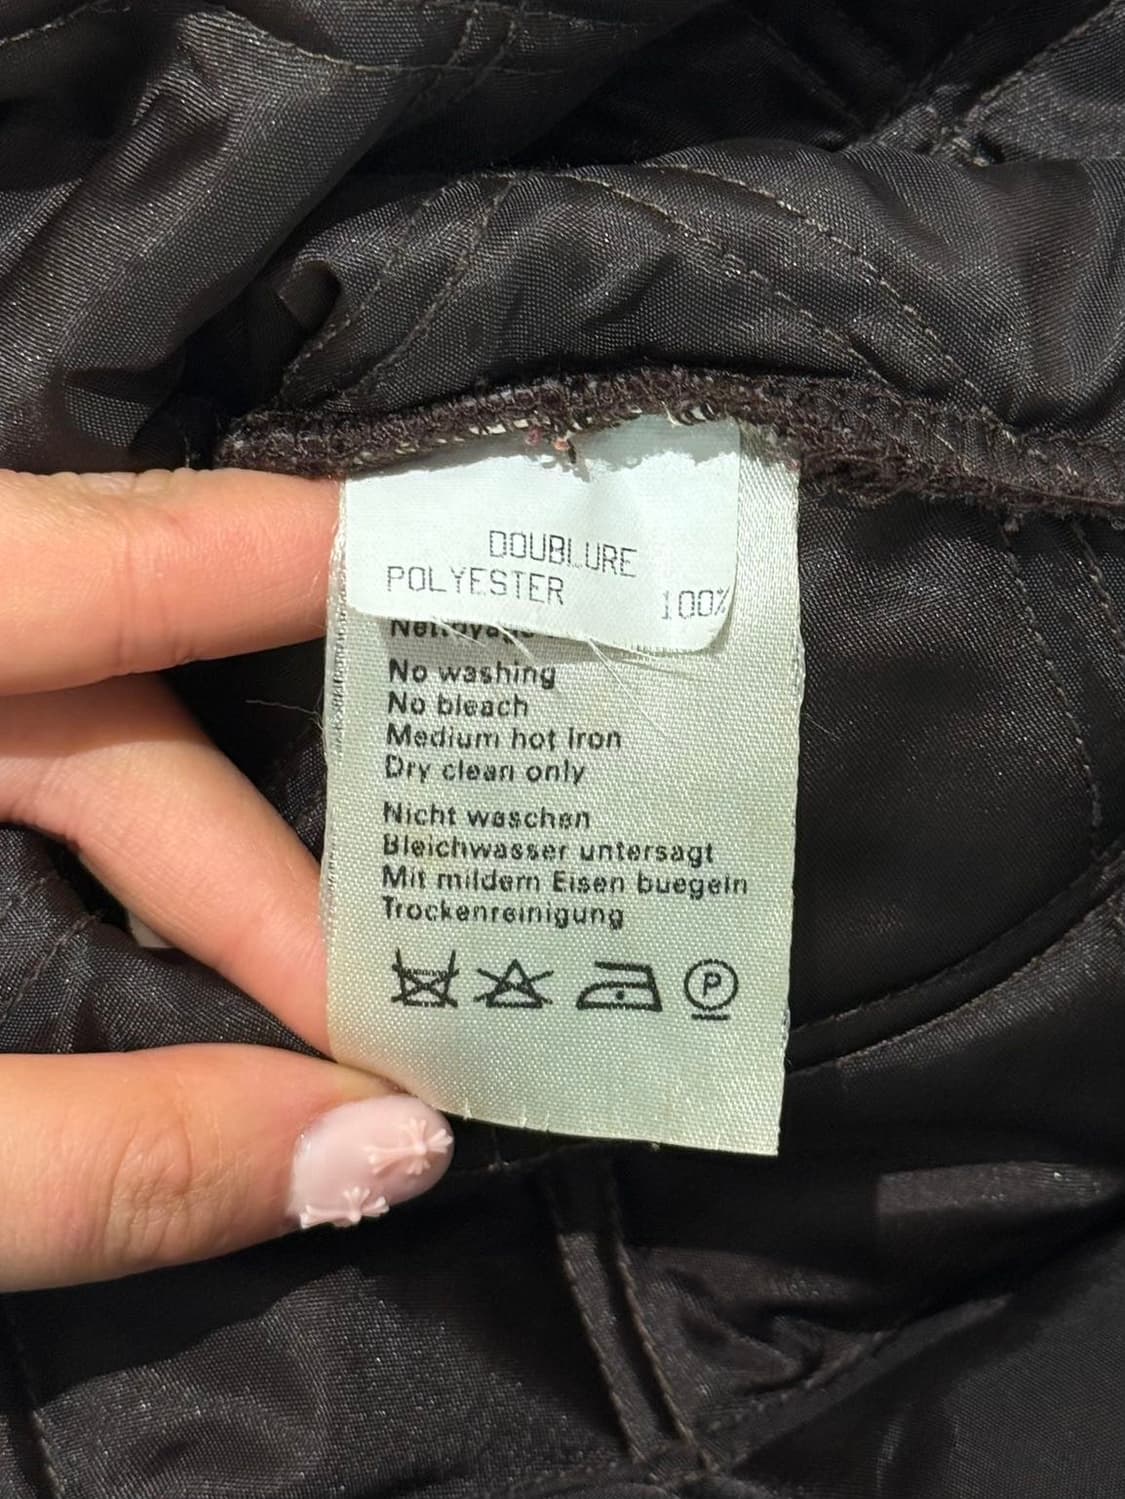 DOUBLURE
POLYESTER 100%
Nettoyage
No washing
No bleach
Medium hot iron
Dry clean only
Nicht waschen
Bleichwasser untersagt
Mit mildern Eisen buegeln
Trockenreinigung
P